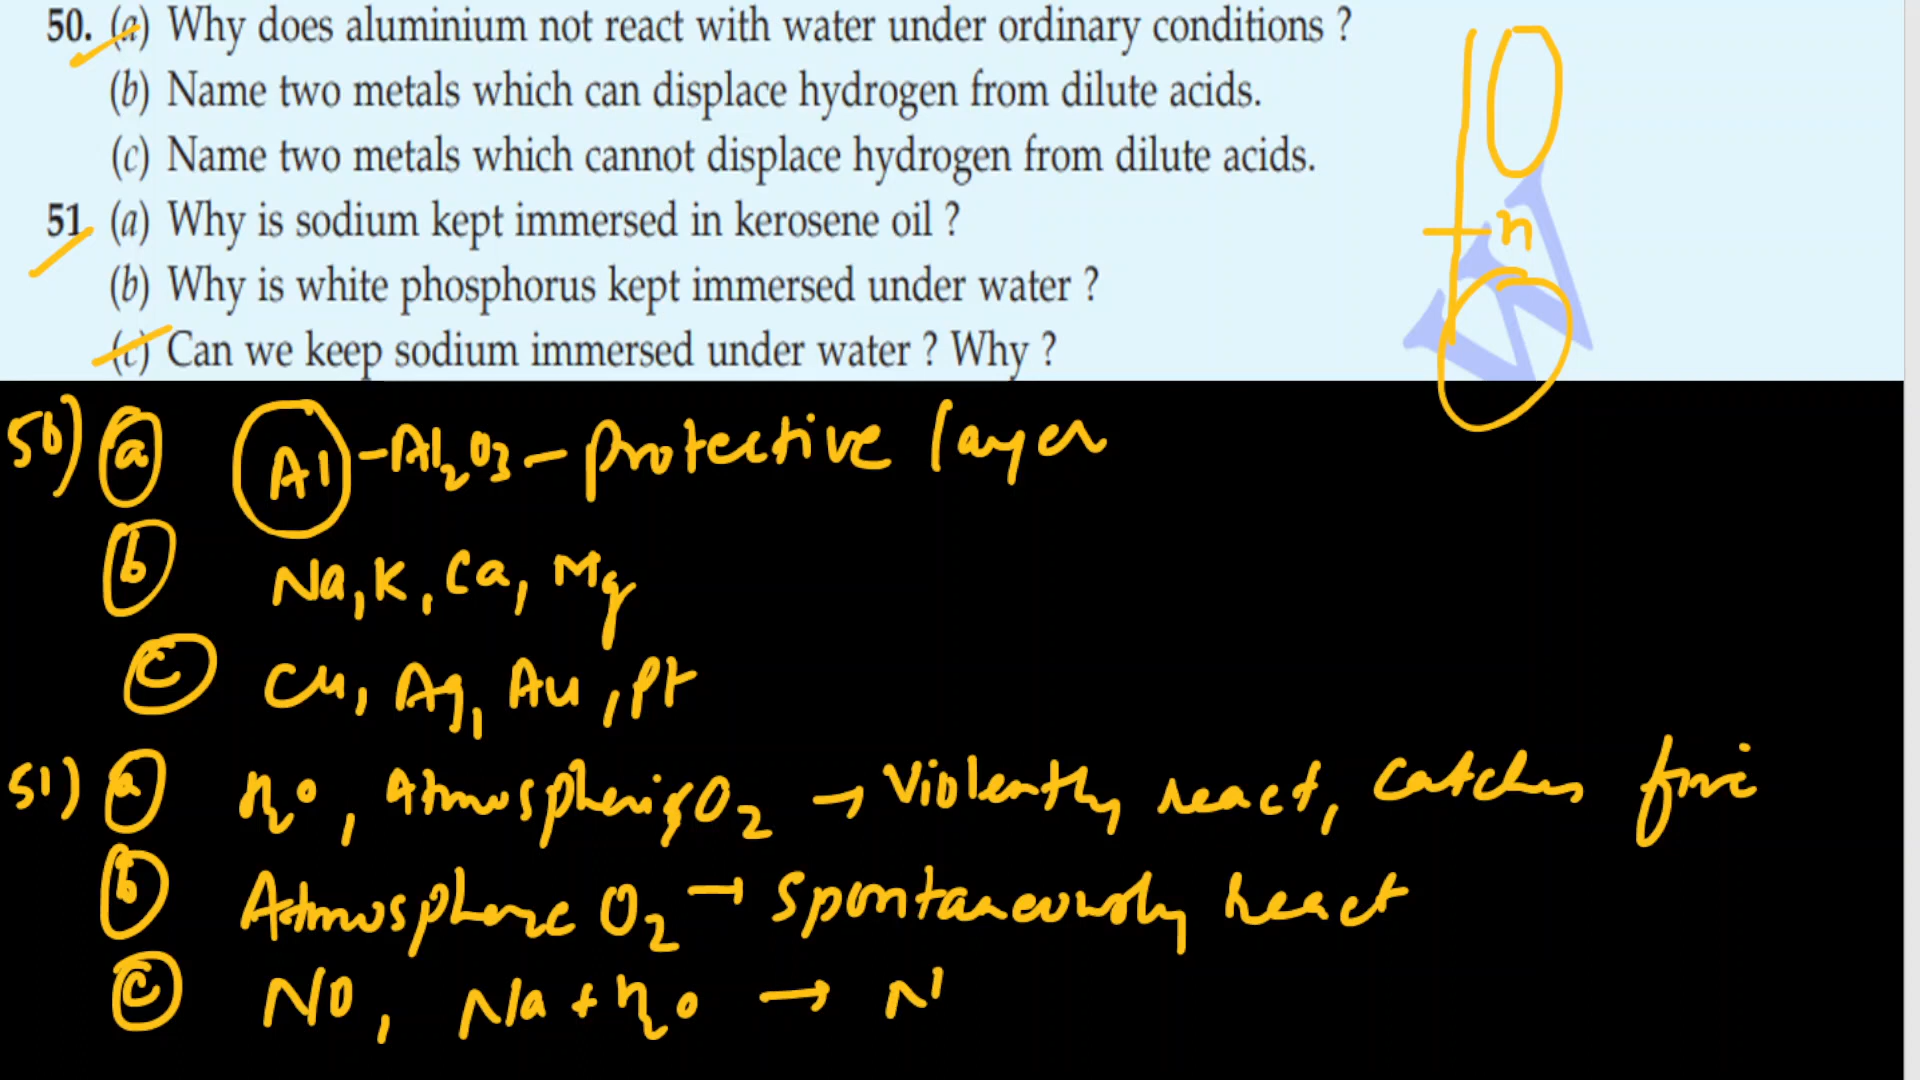 50. (a) Why does aluminium not react with water under ordinary conditions ?
(b) Name two metals which can displace hydrogen from dilute acids.
(c) Name two metals which cannot displace hydrogen from dilute acids.
51. (a) Why is sodium kept immersed in kerosene oil ?
(b) Why is white phosphorus kept immersed under water ?
(c) Can we keep sodium immersed under water ? Why ?
H
50) a Al - Al2O3 - protective layer
b Na, K, Ca, Mg
c Cu, Ag, Au, Pt
51) a H2O, Atmospheric O2 → Violently react, catches fire
b Atmospheric O2 → Spontaneously react
c NO, Na + H2O → N